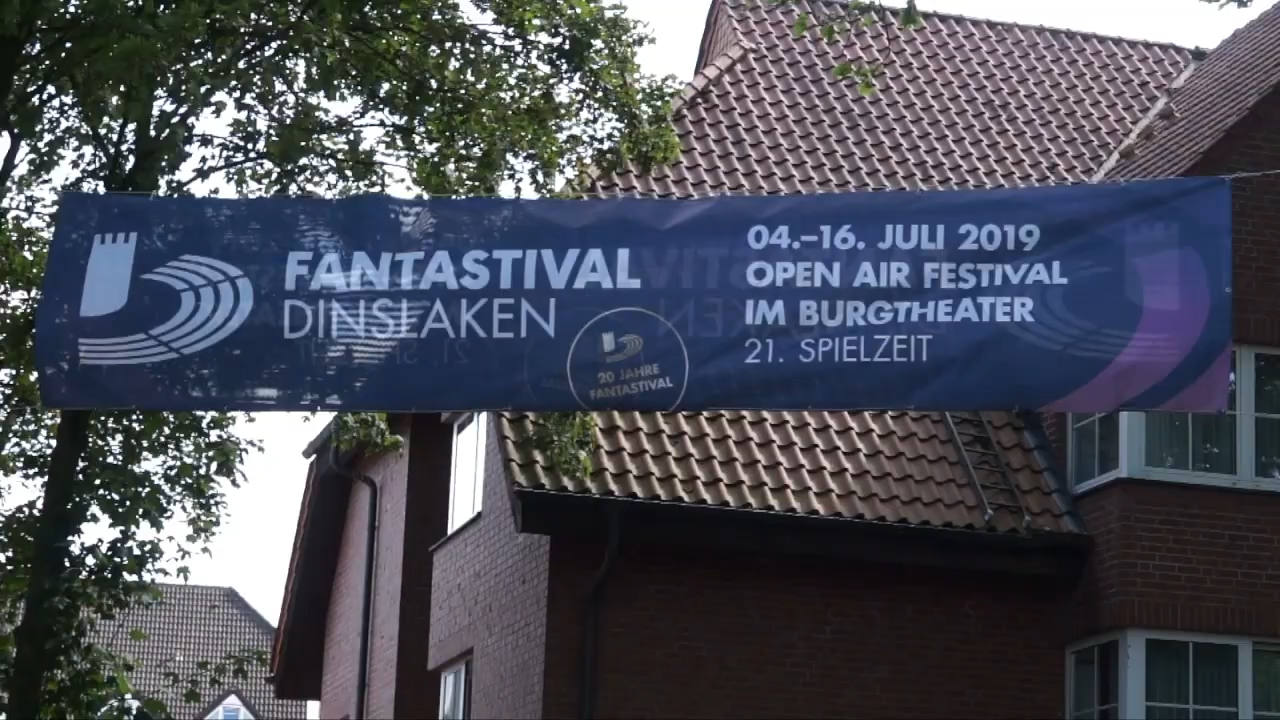 FANTASTIVAL
DINSLAKEN
20 JAHRE
FANTASTIVAL
04.–16. JULI 2019
OPEN AIR FESTIVAL
IM BURGTHEATER
21. SPIELZEIT